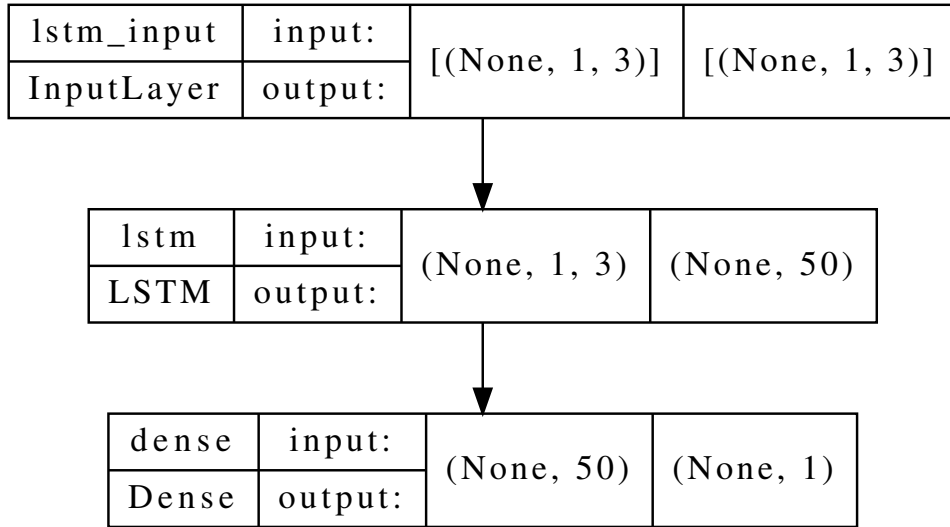 lstm_input input: [(None, 1, 3)] [(None, 1, 3)]
InputLayer output:
lstm input: (None, 1, 3) (None, 50)
LSTM output:
dense input: (None, 50) (None, 1)
Dense output: